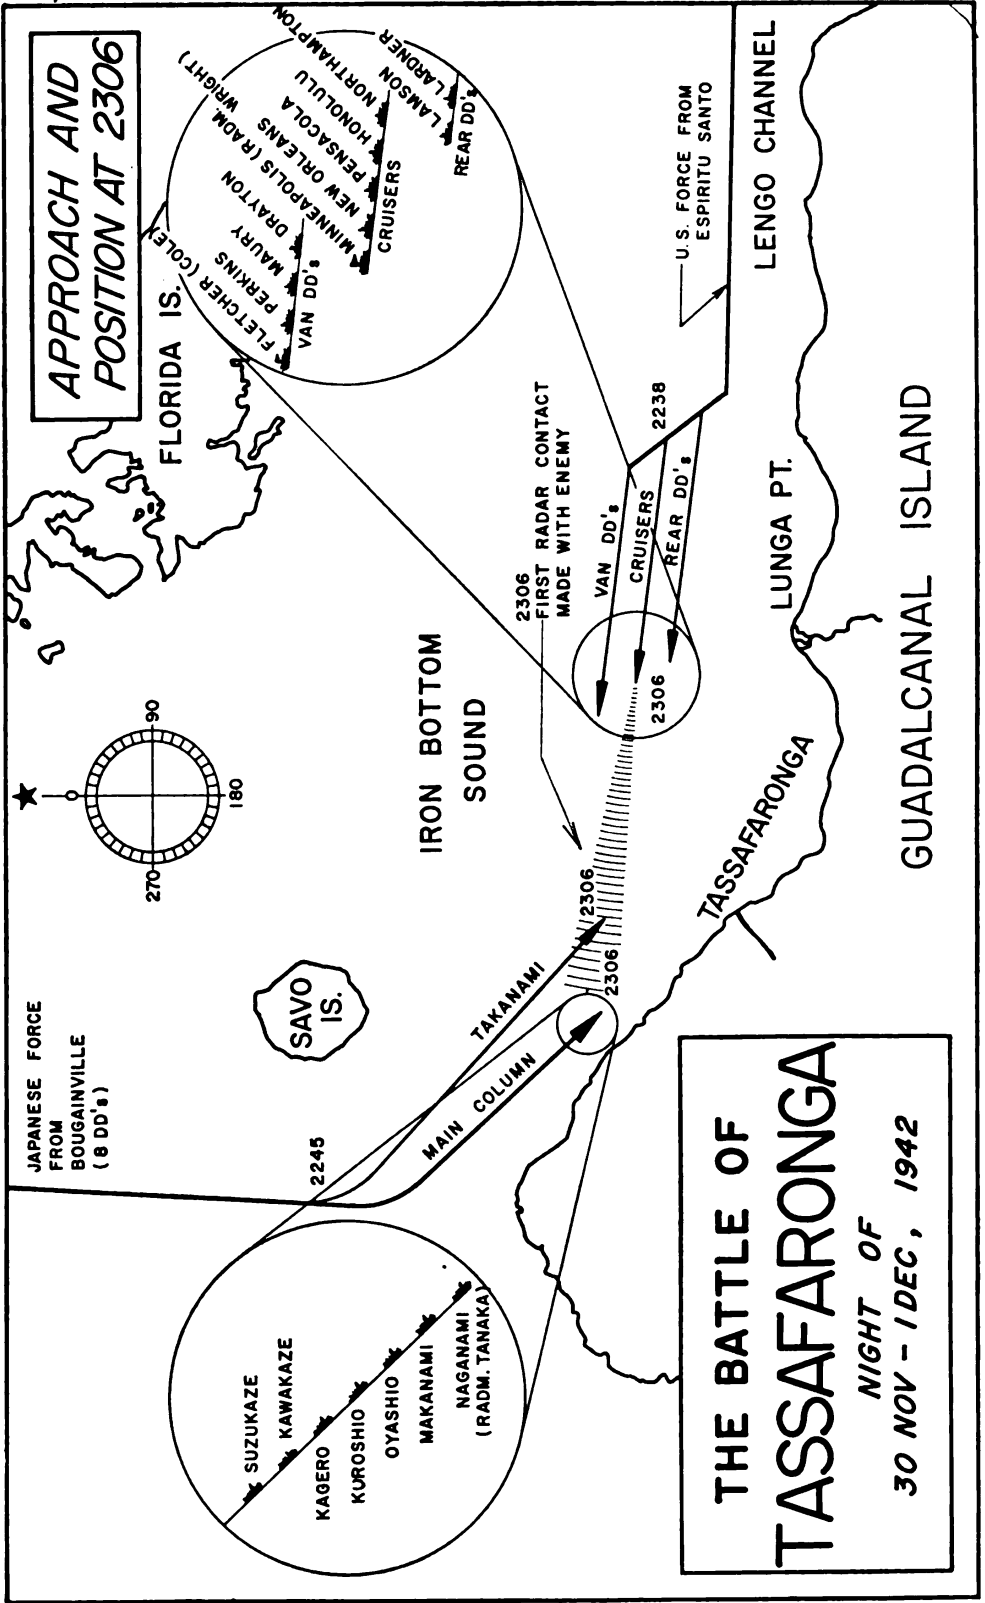 APPROACH AND
POSITION AT 2306
JAPANESE FORCE
FROM
BOUGAINVILLE
(8 DD's)
2245
SAVO
IS.
0
90
180
270
FLORIDA IS.
IRON BOTTOM
SOUND
FLETCHER (COLE)
PERKINS
MAURY
DRAYTON
VAN DD's
MINNEAPOLIS (RADM. WRIGHT)
NEW ORLEANS
PENSACOLA
HONOLULU
NORTHAMPTON
CRUISERS
LAMSON
LARDNER
REAR DD's
SUZUKAZE
KAWAKAZE
KAGERO
KUROSHIO
OYASHIO
MAKANAMI
NAGANAMI
(RADM. TANAKA)
TAKANAMI
MAIN COLUMN
2306
2306
2306
FIRST RADAR CONTACT
MADE WITH ENEMY
VAN DD's
CRUISERS
REAR DD's
2306
2238
U.S. FORCE FROM
ESPIRITU SANTO
LENGO CHANNEL
LUNGA PT.
TASSAFARONGA
GUADALCANAL ISLAND
THE BATTLE OF
TASSAFARONGA
NIGHT OF
30 NOV - 1 DEC, 1942